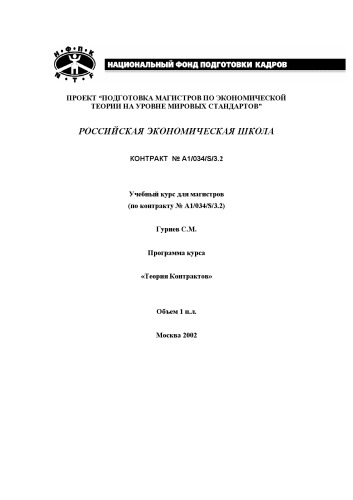 Н·Ф·П·К
N·T·F
НАЦИОНАЛЬНЫЙ ФОНД ПОДГОТОВКИ КАДРОВ
ПРОЕКТ “ПОДГОТОВКА МАГИСТРОВ ПО ЭКОНОМИЧЕСКОЙ
ТЕОРИИ НА УРОВНЕ МИРОВЫХ СТАНДАРТОВ”
РОССИЙСКАЯ ЭКОНОМИЧЕСКАЯ ШКОЛА
КОНТРАКТ № А1/034/S/3.2
Учебный курс для магистров
(по контракту № А1/034/S/3.2)
Гуриев С.М.
Программа курса
«Теория Контрактов»
Объем 1 п.л.
Москва 2002